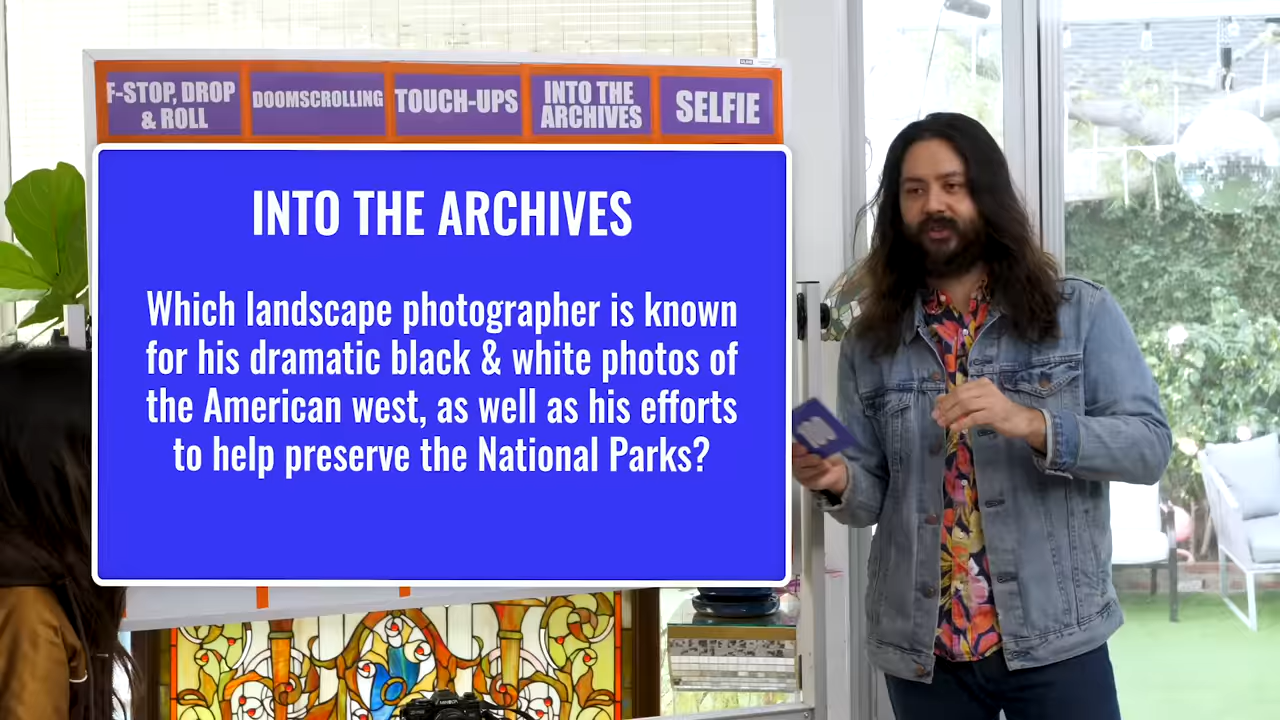 F-STOP, DROP
& ROLL
DOOMSCROLLING
TOUCH-UPS
INTO THE
ARCHIVES
SELFIE
INTO THE ARCHIVES
Which landscape photographer is known
for his dramatic black & white photos of
the American west, as well as his efforts
to help preserve the National Parks?
MINOLTA